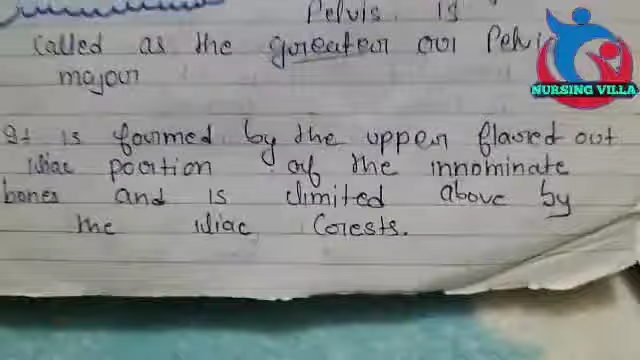 Pelvis. is
called as the greater or Pelvi
major
NURSING VILLA
It is formed by the upper flared out
iliac portion of the innominate
bones and is limited above by
the iliac Crests.